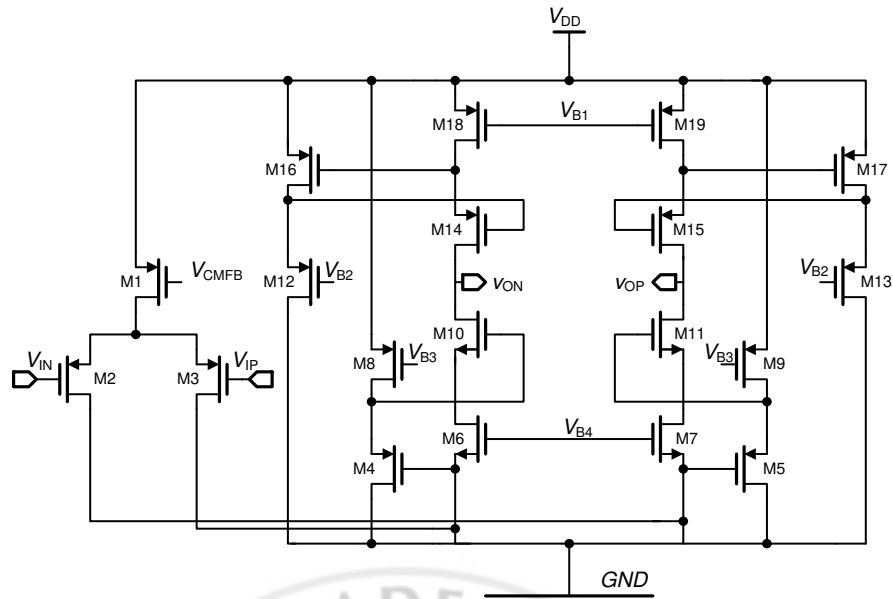 VDD
M18 VB1 M19
M16 M17
M14 M15
M1 VCMFB M12 VB2 vON vOP VB2 M13
M10 M11
VIN M2 M3 VIP M8 VB3 VB3 M9
M4 M6 VB4 M7 M5
GND
ADE